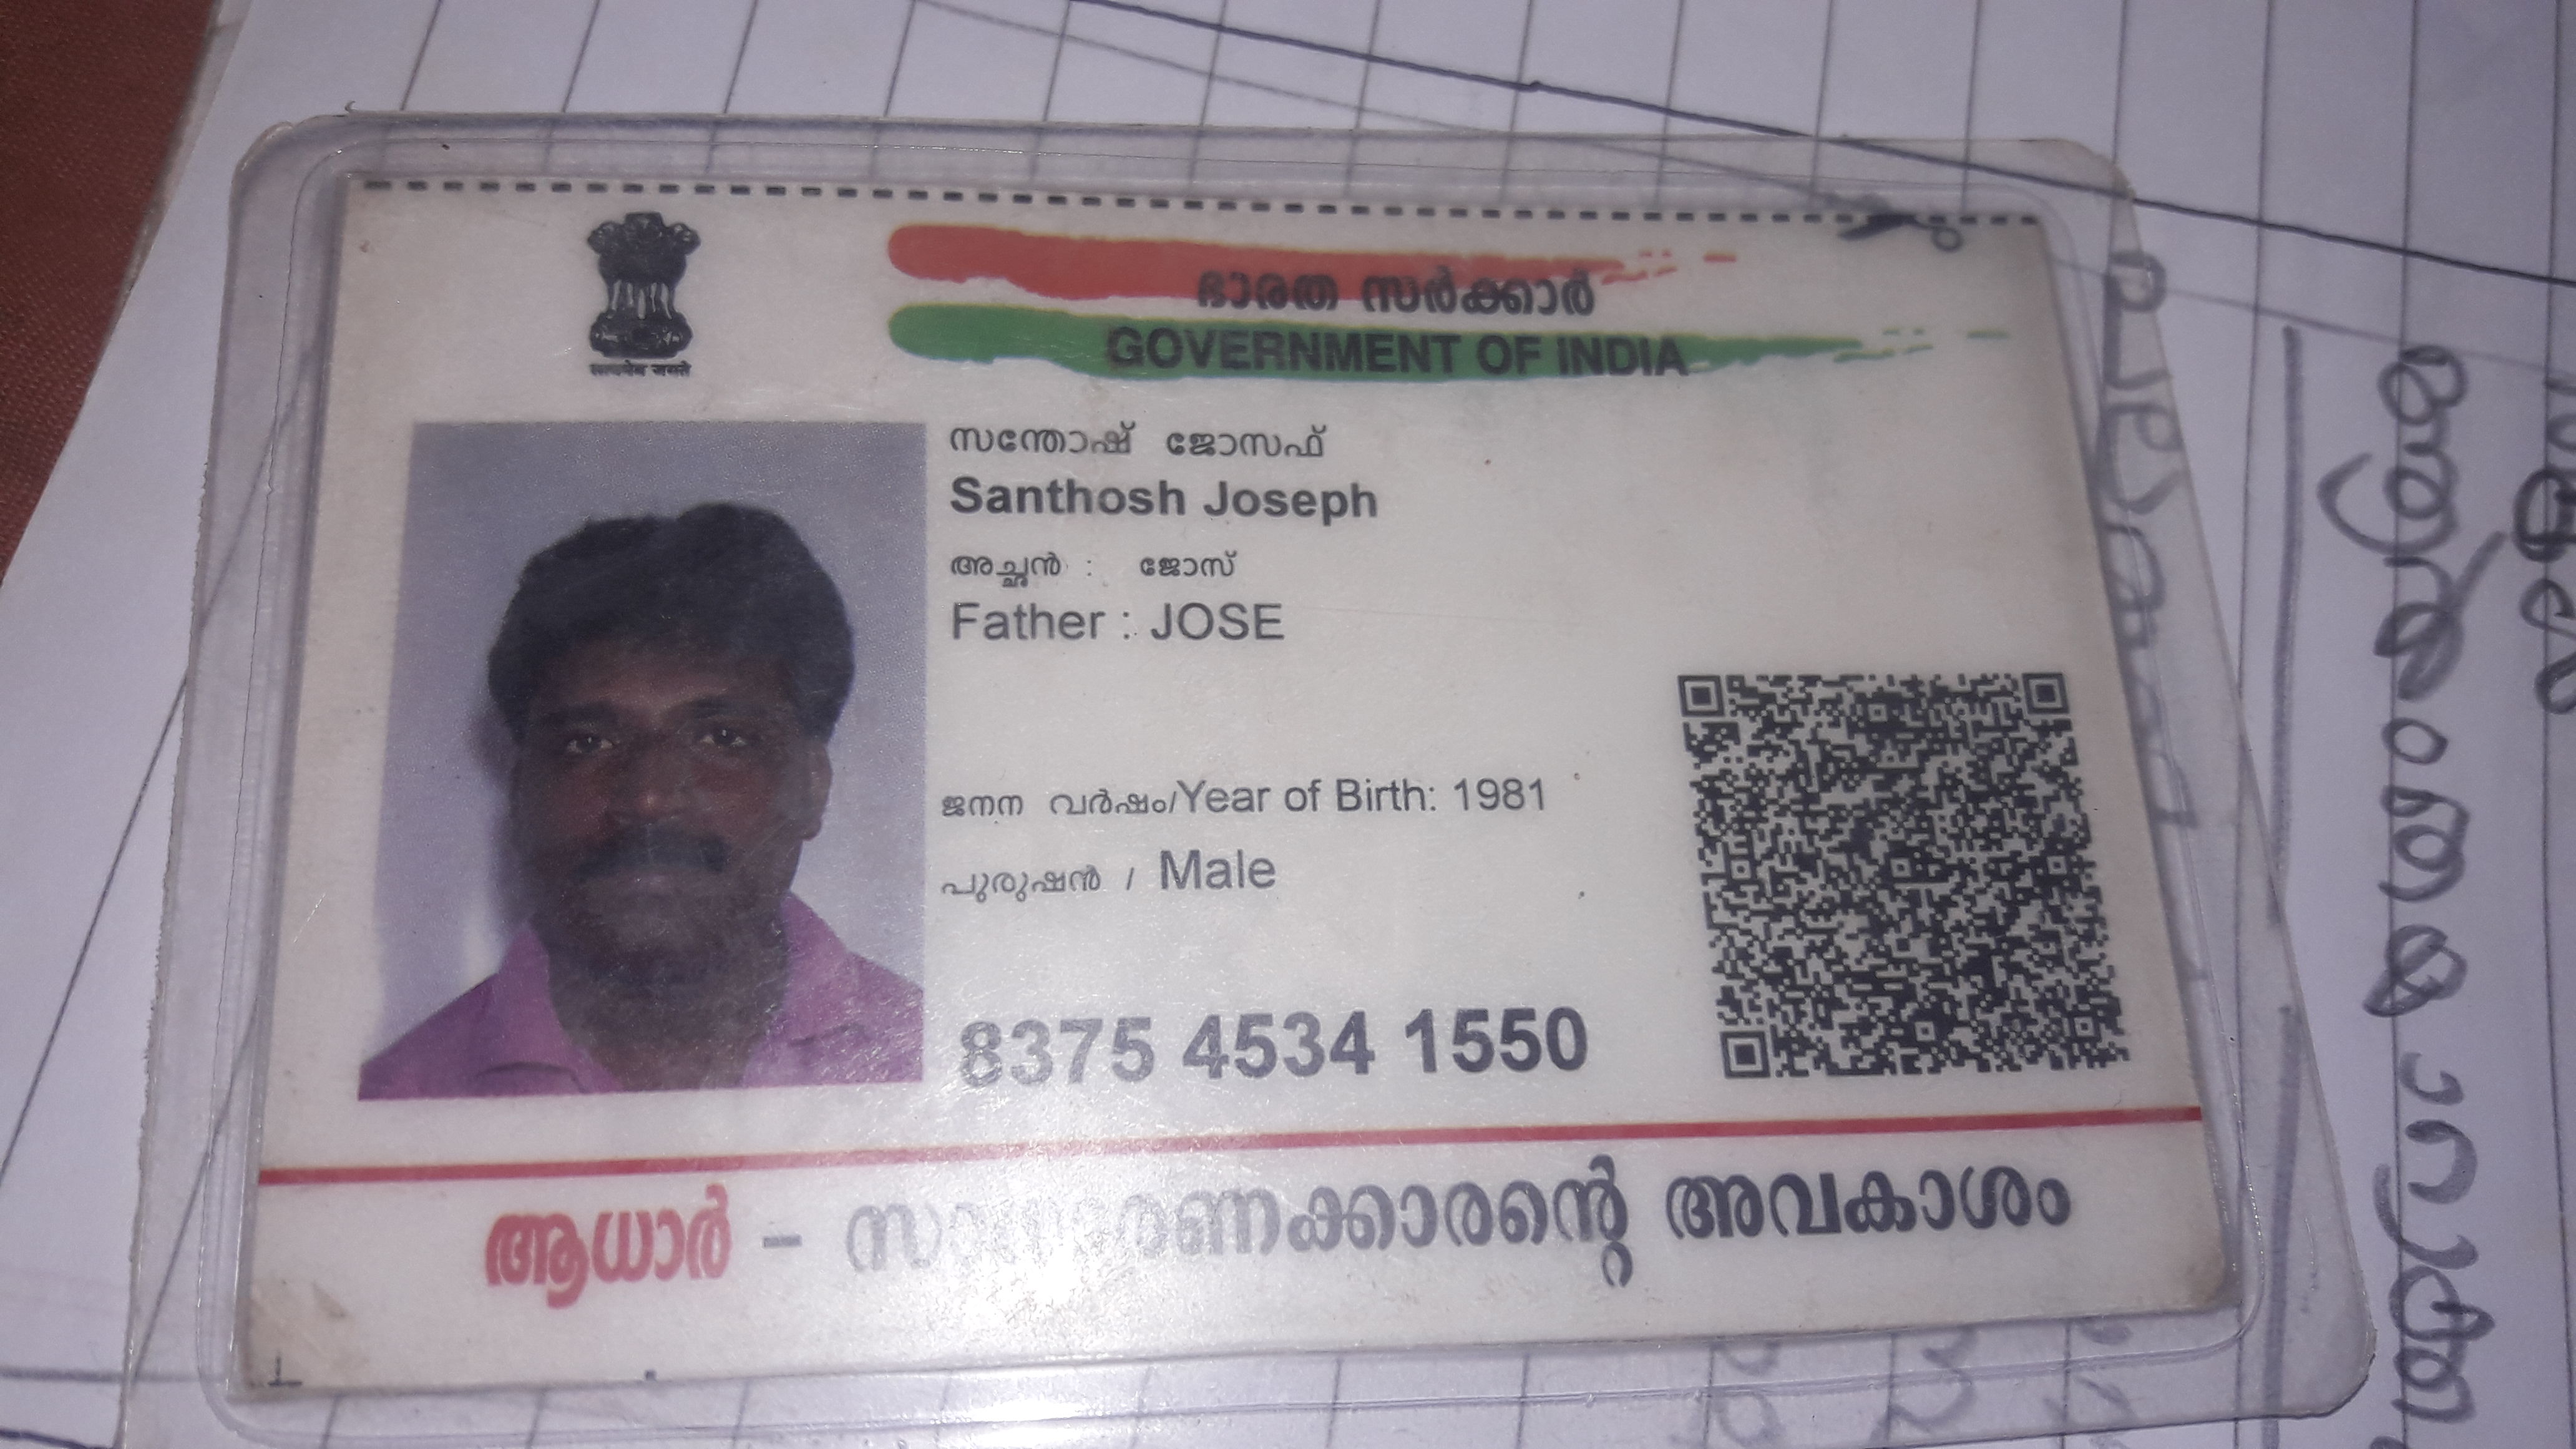 ഭാരത സർക്കാർ
GOVERNMENT OF INDIA
सत्यमेव जयते
സന്തോഷ് ജോസഫ്
Santhosh Joseph
അച്ഛൻ : ജോസ്
Father : JOSE
ജനന വർഷം/Year of Birth: 1981
പുരുഷൻ / Male
8375 4534 1550
ആധാർ - സാധാരണക്കാരന്റെ അവകാശം